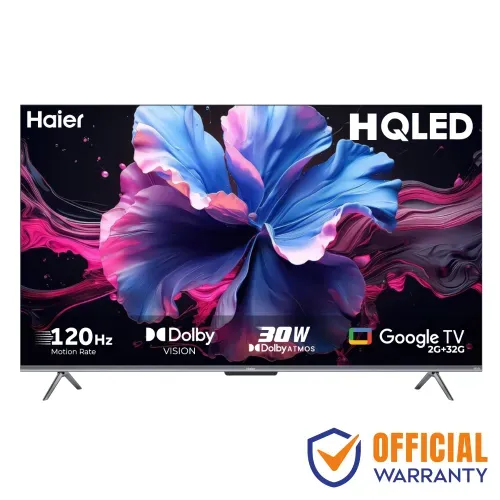 Haier
HQLED
120Hz
Motion Rate
Dolby
VISION
30W
Dolby ATMOS
Google TV
2G+32G
OFFICIAL
WARRANTY